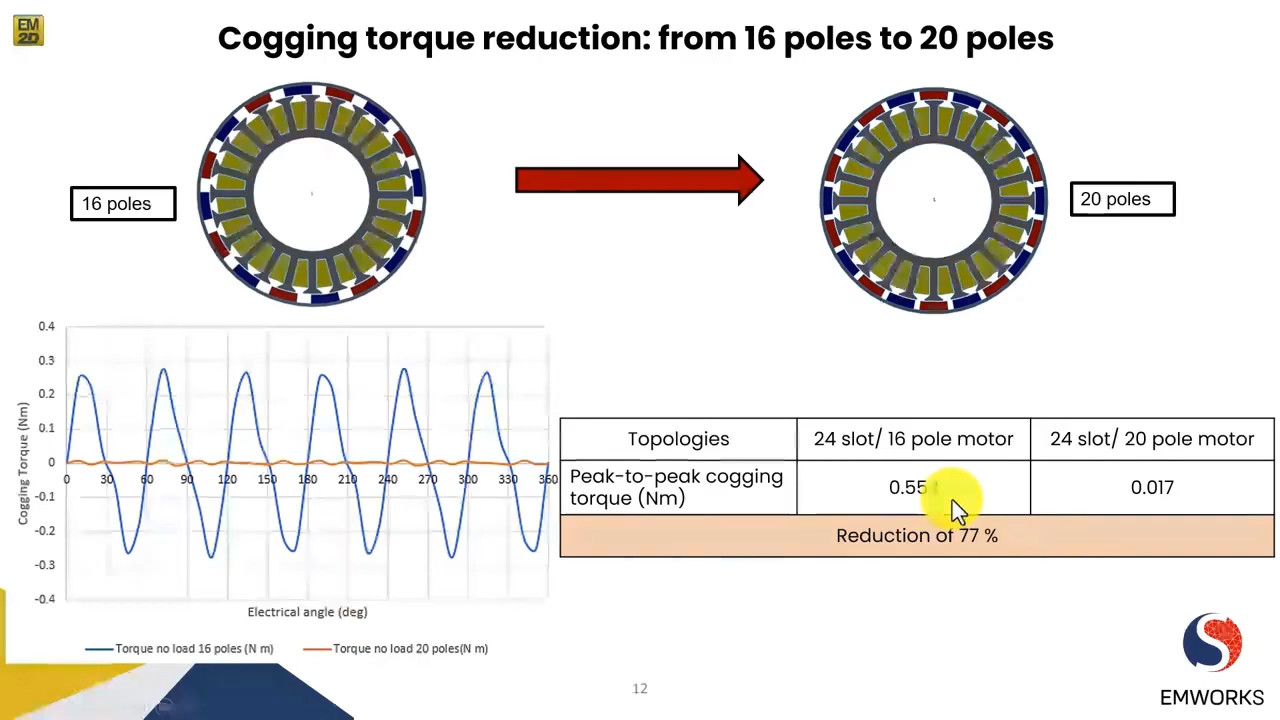 EM
2D
Cogging torque reduction: from 16 poles to 20 poles
16 poles
20 poles
0.4
0.3
0.2
0.1
0
-0.1
-0.2
-0.3
-0.4
Cogging Torque (Nm)
0 30 60 90 120 150 180 210 240 270 300 330 360
Electrical angle (deg)
Torque no load 16 poles (N m)
Torque no load 20 poles(N m)
Topologies
24 slot/ 16 pole motor
24 slot/ 20 pole motor
Peak-to-peak cogging
torque (Nm)
0.55
0.017
Reduction of 77 %
12
EMWORKS